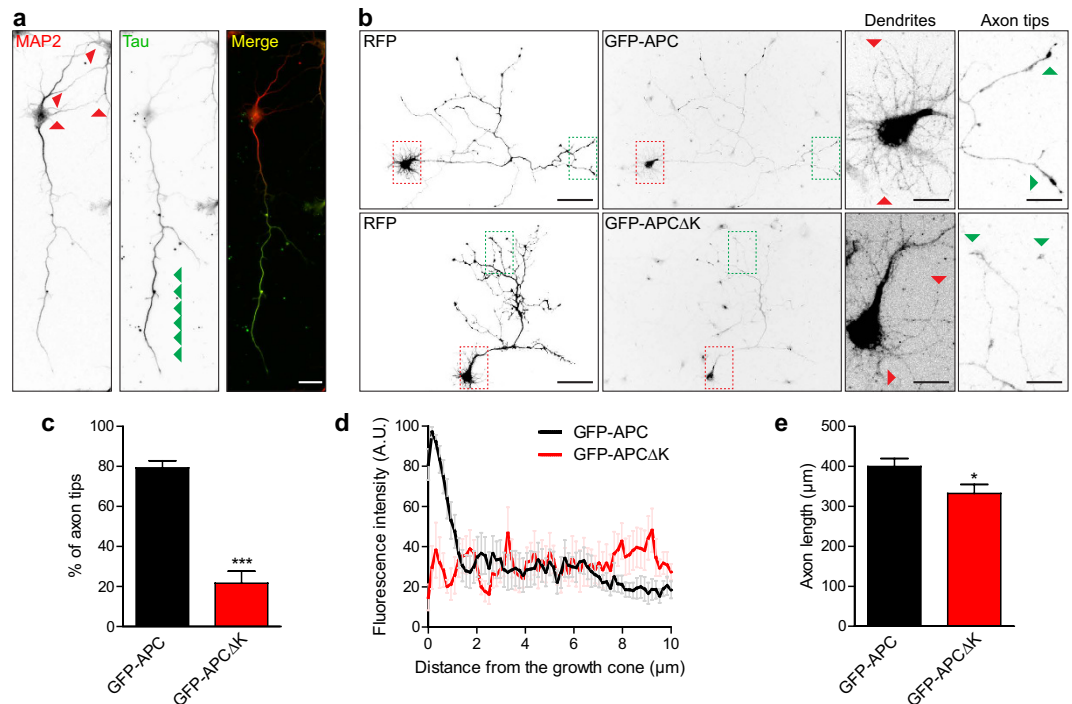 a
MAP2
Tau
Merge
b
RFP
GFP-APC
Dendrites
Axon tips
RFP
GFP-APCΔK
c
% of axon tips
100
80
60
40
20
0
***
GFP-APC
GFP-APCΔK
d
Fluorescence intensity (A.U.)
100
80
60
40
20
0
0 2 4 6 8 10
Distance from the growth cone (μm)
GFP-APC
GFP-APCΔK
e
Axon length (μm)
500
400
300
200
100
0
*
GFP-APC
GFP-APCΔK